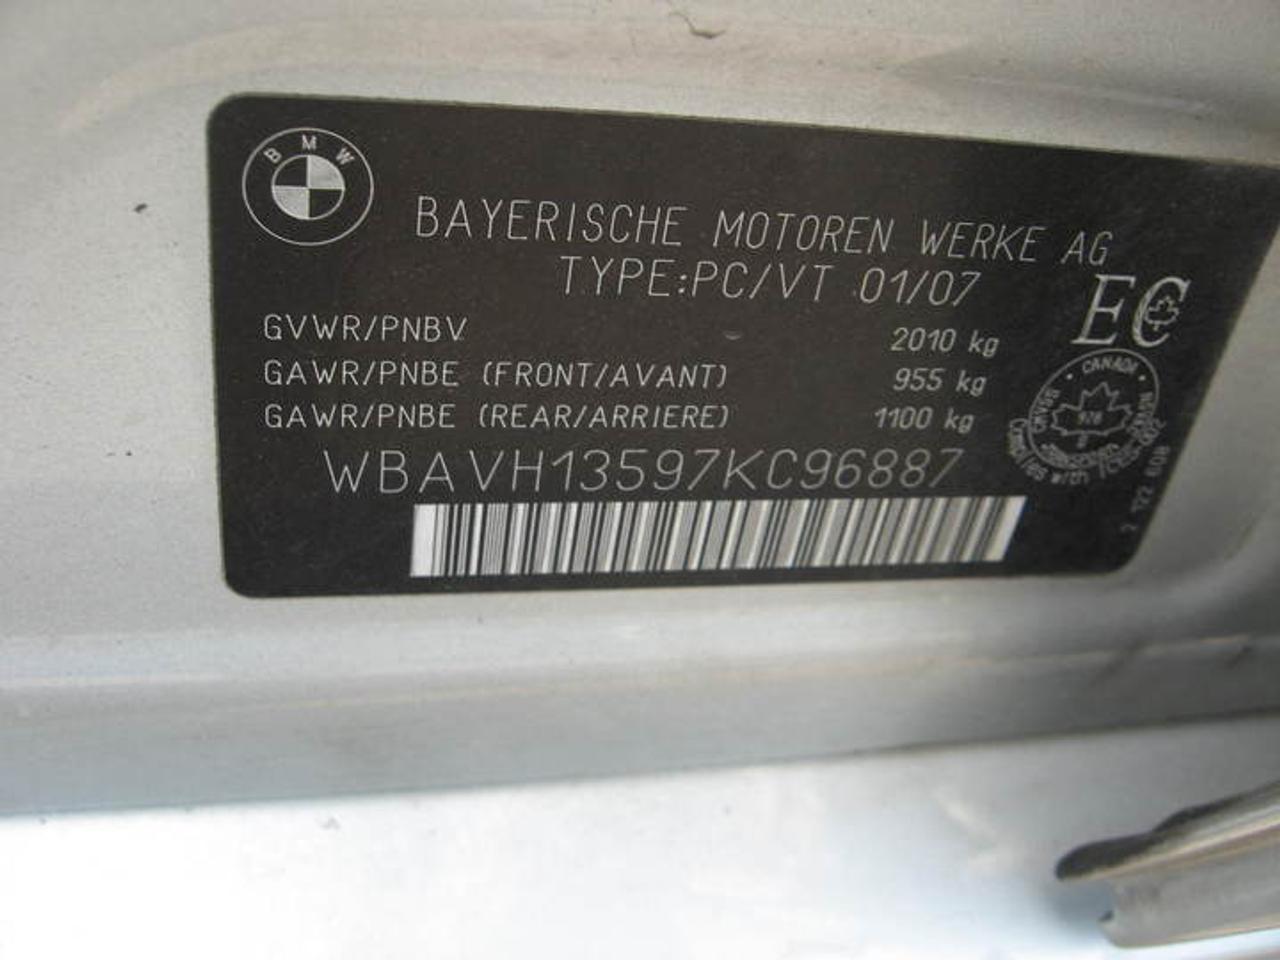 BMW
BAYERISCHE MOTOREN WERKE AG
TYPE:PC/VT 01/07
GVWR/PNBV 2010 kg
GAWR/PNBE (FRONT/AVANT) 955 kg
GAWR/PNBE (REAR/ARRIERE) 1100 kg
WBAVH13597KC96887
EC
CANADA